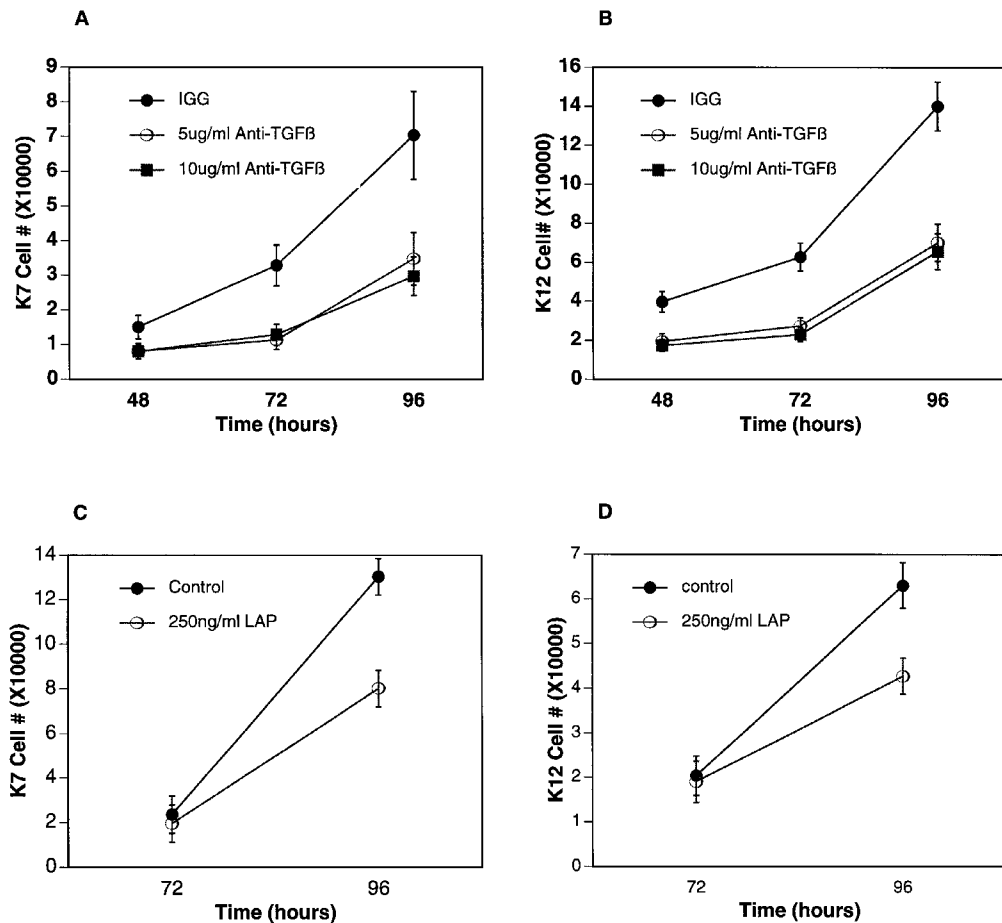 A
K7 Cell # (X10000)
9
8
7
6
5
4
3
2
1
0
IGG
5ug/ml Anti-TGFß
10ug/ml Anti-TGFß
48 72 96
Time (hours)
B
K12 Cell# (X10000)
16
14
12
10
8
6
4
2
0
IGG
5ug/ml Anti-TGFß
10ug/ml Anti-TGFß
48 72 96
Time (hours)
C
K7 Cell # (X10000)
14
12
10
8
6
4
2
0
Control
250ng/ml LAP
72 96
Time (hours)
D
K12 Cell # (X10000)
7
6
5
4
3
2
1
0
control
250ng/ml LAP
72 96
Time (hours)